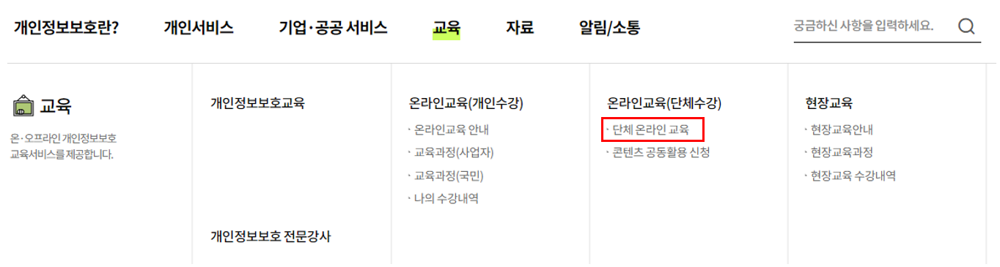 개인정보보호란?
개인서비스
기업·공공 서비스
교육
자료
알림/소통
궁금하신 사항을 입력하세요.
교육
온·오프라인 개인정보보호
교육서비스를 제공합니다.
개인정보보호교육
개인정보보호 전문강사
온라인교육(개인수강)
· 온라인교육 안내
· 교육과정(사업자)
· 교육과정(국민)
· 나의 수강내역
온라인교육(단체수강)
· 단체 온라인 교육
· 콘텐츠 공동활용 신청
현장교육
· 현장교육안내
· 현장교육과정
· 현장교육 수강내역